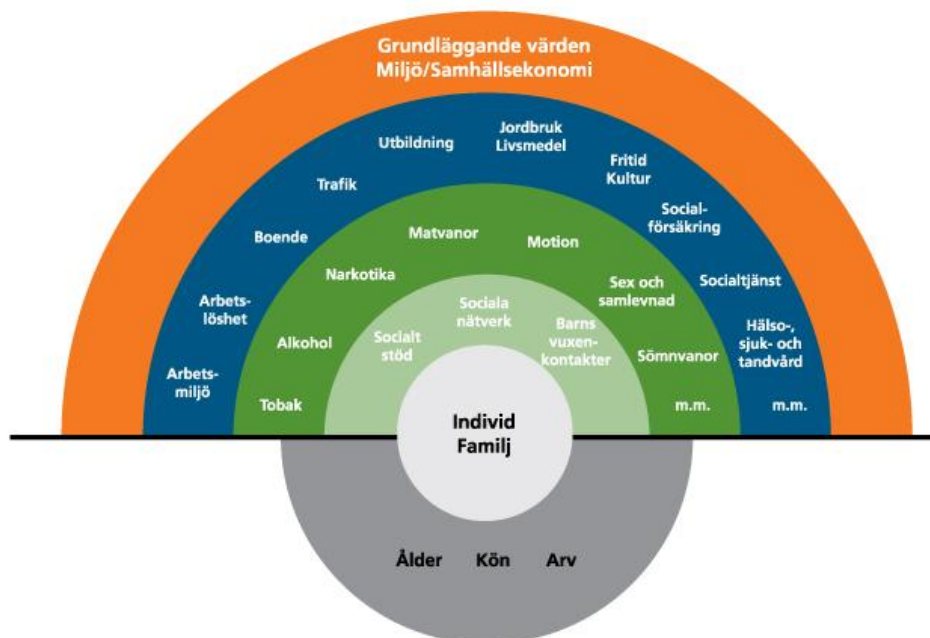 Grundläggande värden
Miljö/Samhällsekonomi
Utbildning
Jordbruk
Livsmedel
Fritid
Kultur
Trafik
Social-
försäkring
Boende
Matvanor
Motion
Narkotika
Sex och
samlevnad
Socialtjänst
Arbets-
löshet
Sociala
nätverk
Alkohol
Socialt
stöd
Barns
vuxen-
kontakter
Sömnvanor
Hälso-,
sjuk- och
tandvård
Arbets-
miljö
Tobak
m.m.
m.m.
Individ
Familj
Ålder Kön Arv